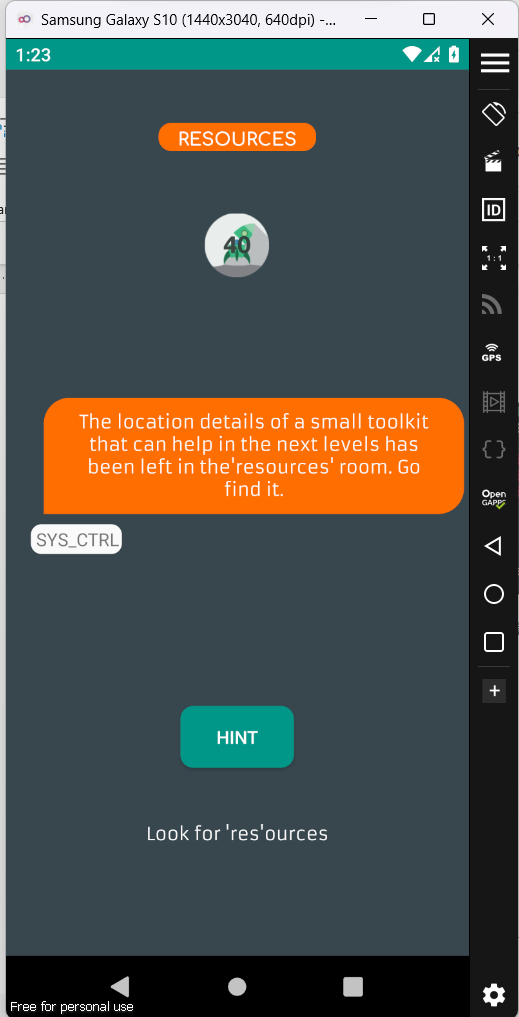 Samsung Galaxy S10 (1440x3040, 640dpi) -...
1:23
RESOURCES
40
The location details of a small toolkit
that can help in the next levels has
been left in the'resources' room. Go
find it.
SYS_CTRL
HINT
Look for 'res'ources
Free for personal use
ID
1:1
GPS
Open
GAPPS